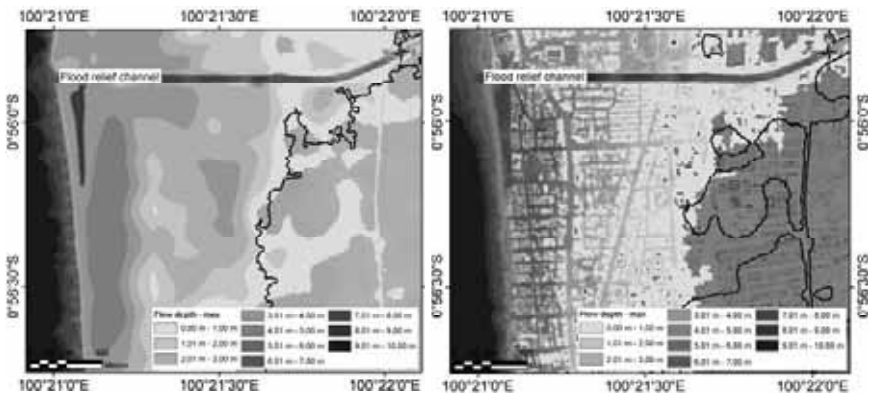 100°21'0"E 100°21'30"E 100°22'0"E
100°21'0"E 100°21'30"E 100°22'0"E
Flood relief channel
Flood relief channel
0°56'0"S
0°56'0"S
0°56'0"S
0°56'0"S
0°56'30"S
0°56'30"S
0°56'30"S
0°56'30"S
Flow depth - max
0.00 m - 1.00 m
1.01 m - 2.00 m
2.01 m - 3.00 m
3.01 m - 4.00 m
4.01 m - 5.00 m
5.01 m - 6.00 m
6.01 m - 7.00 m
7.01 m - 8.00 m
8.01 m - 9.00 m
9.01 m - 10.00 m
Flow depth - max
0.00 m - 1.00 m
1.01 m - 2.00 m
2.01 m - 3.00 m
3.01 m - 4.00 m
4.01 m - 5.00 m
5.01 m - 6.00 m
6.01 m - 7.00 m
7.01 m - 8.00 m
8.01 m - 9.00 m
9.01 m - 10.00 m
100°21'0"E 100°21'30"E 100°22'0"E
100°21'0"E 100°21'30"E 100°22'0"E